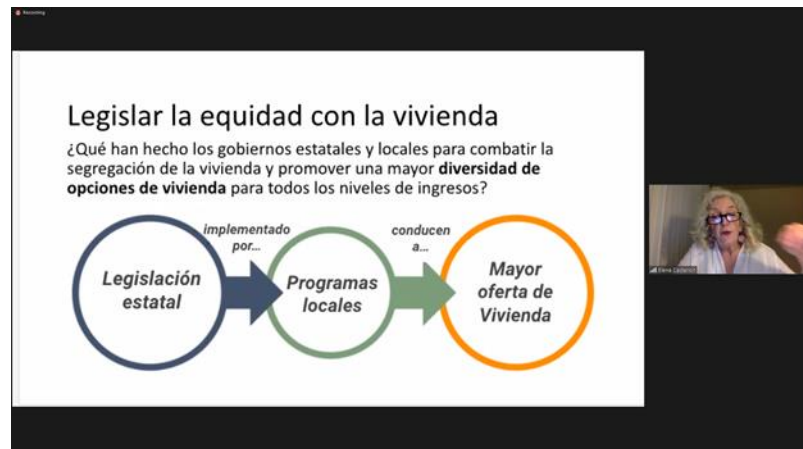 Recording
Legislar la equidad con la vivienda
¿Qué han hecho los gobiernos estatales y locales para combatir la
segregación de la vivienda y promover una mayor diversidad de
opciones de vivienda para todos los niveles de ingresos?
implementado
por...
conducen
a...
Legislación
estatal
Programas
locales
Mayor
oferta de
Vivienda